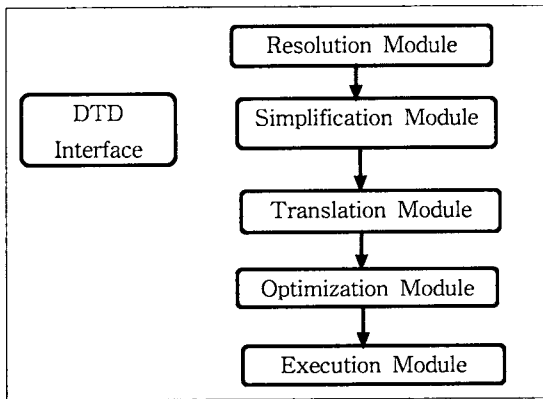 Resolution Module
DTD
Interface
Simplification Module
Translation Module
Optimization Module
Execution Module